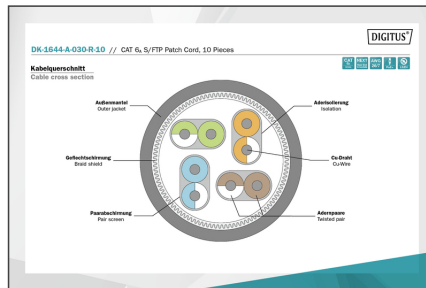 DIGITUS®
DK-1644-A-030-R-10 // CAT 6A S/FTP Patch Cord, 10 Pieces
Kabelquerschnitt
Cable cross section
Außenmantel
Outer jacket
Aderisolierung
Isolation
Geflechtschirmung
Braid shield
Cu-Draht
Cu-Wire
Paarabschirmung
Pair screen
Adernpaare
Twisted pair